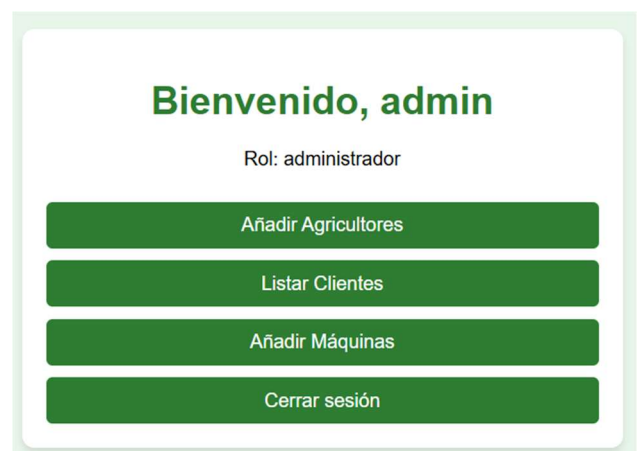 Bienvenido, admin
Rol: administrador
Añadir Agricultores
Listar Clientes
Añadir Máquinas
Cerrar sesión